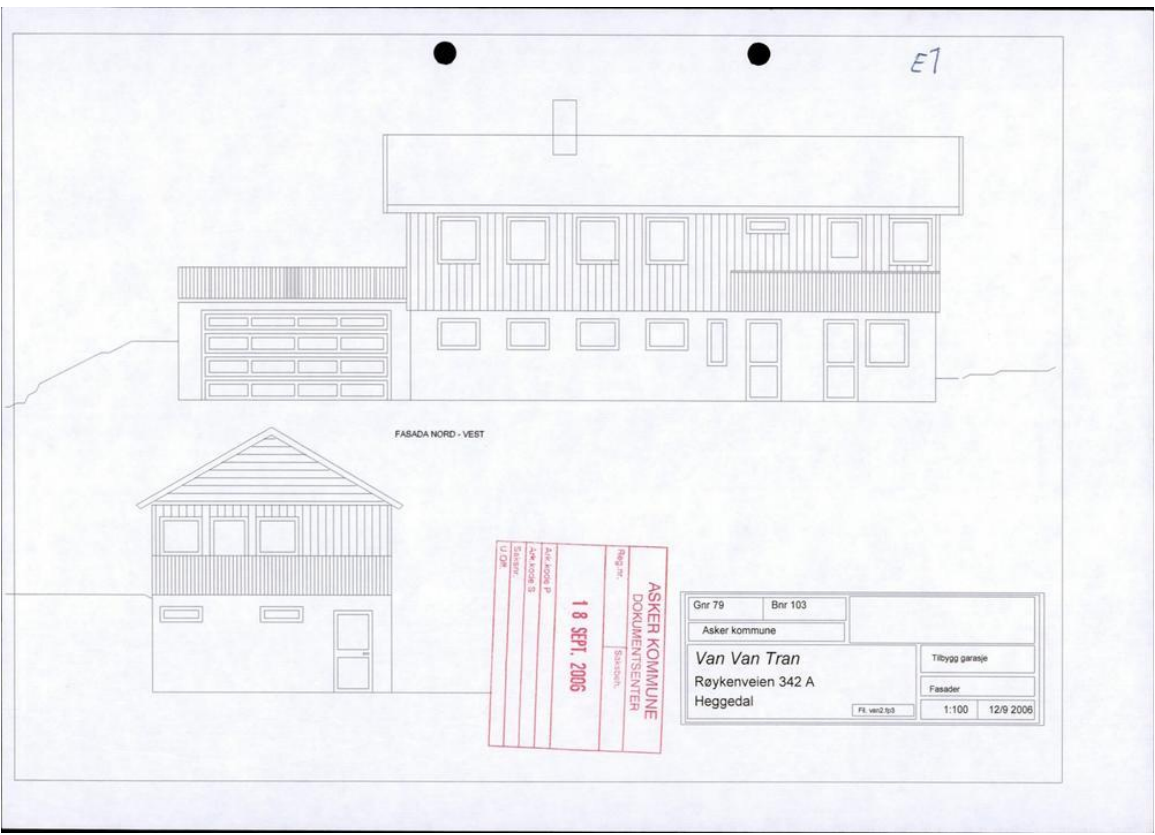 E1
FASADA NORD - VEST
ASKER KOMMUNE
DOKUMENTSENTER
Reg.nr.
Saksbeh.
18 SEPT. 2006
Ark.kode P
Ark.kode S
Saksnr.
U.Off.
Gnr 79 Bnr 103
Asker kommune
Van Van Tran
Røykenveien 342 A
Heggedal
Fil. van2.fp3
Tilbygg garasje
Fasader
1:100 12/9 2006